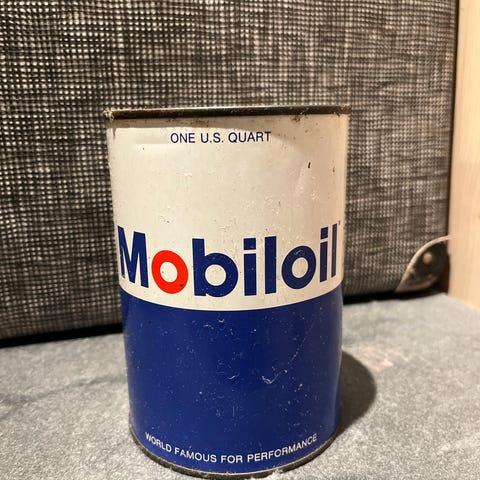 ONE U.S. QUART
Mobiloil
WORLD FAMOUS FOR PERFORMANCE